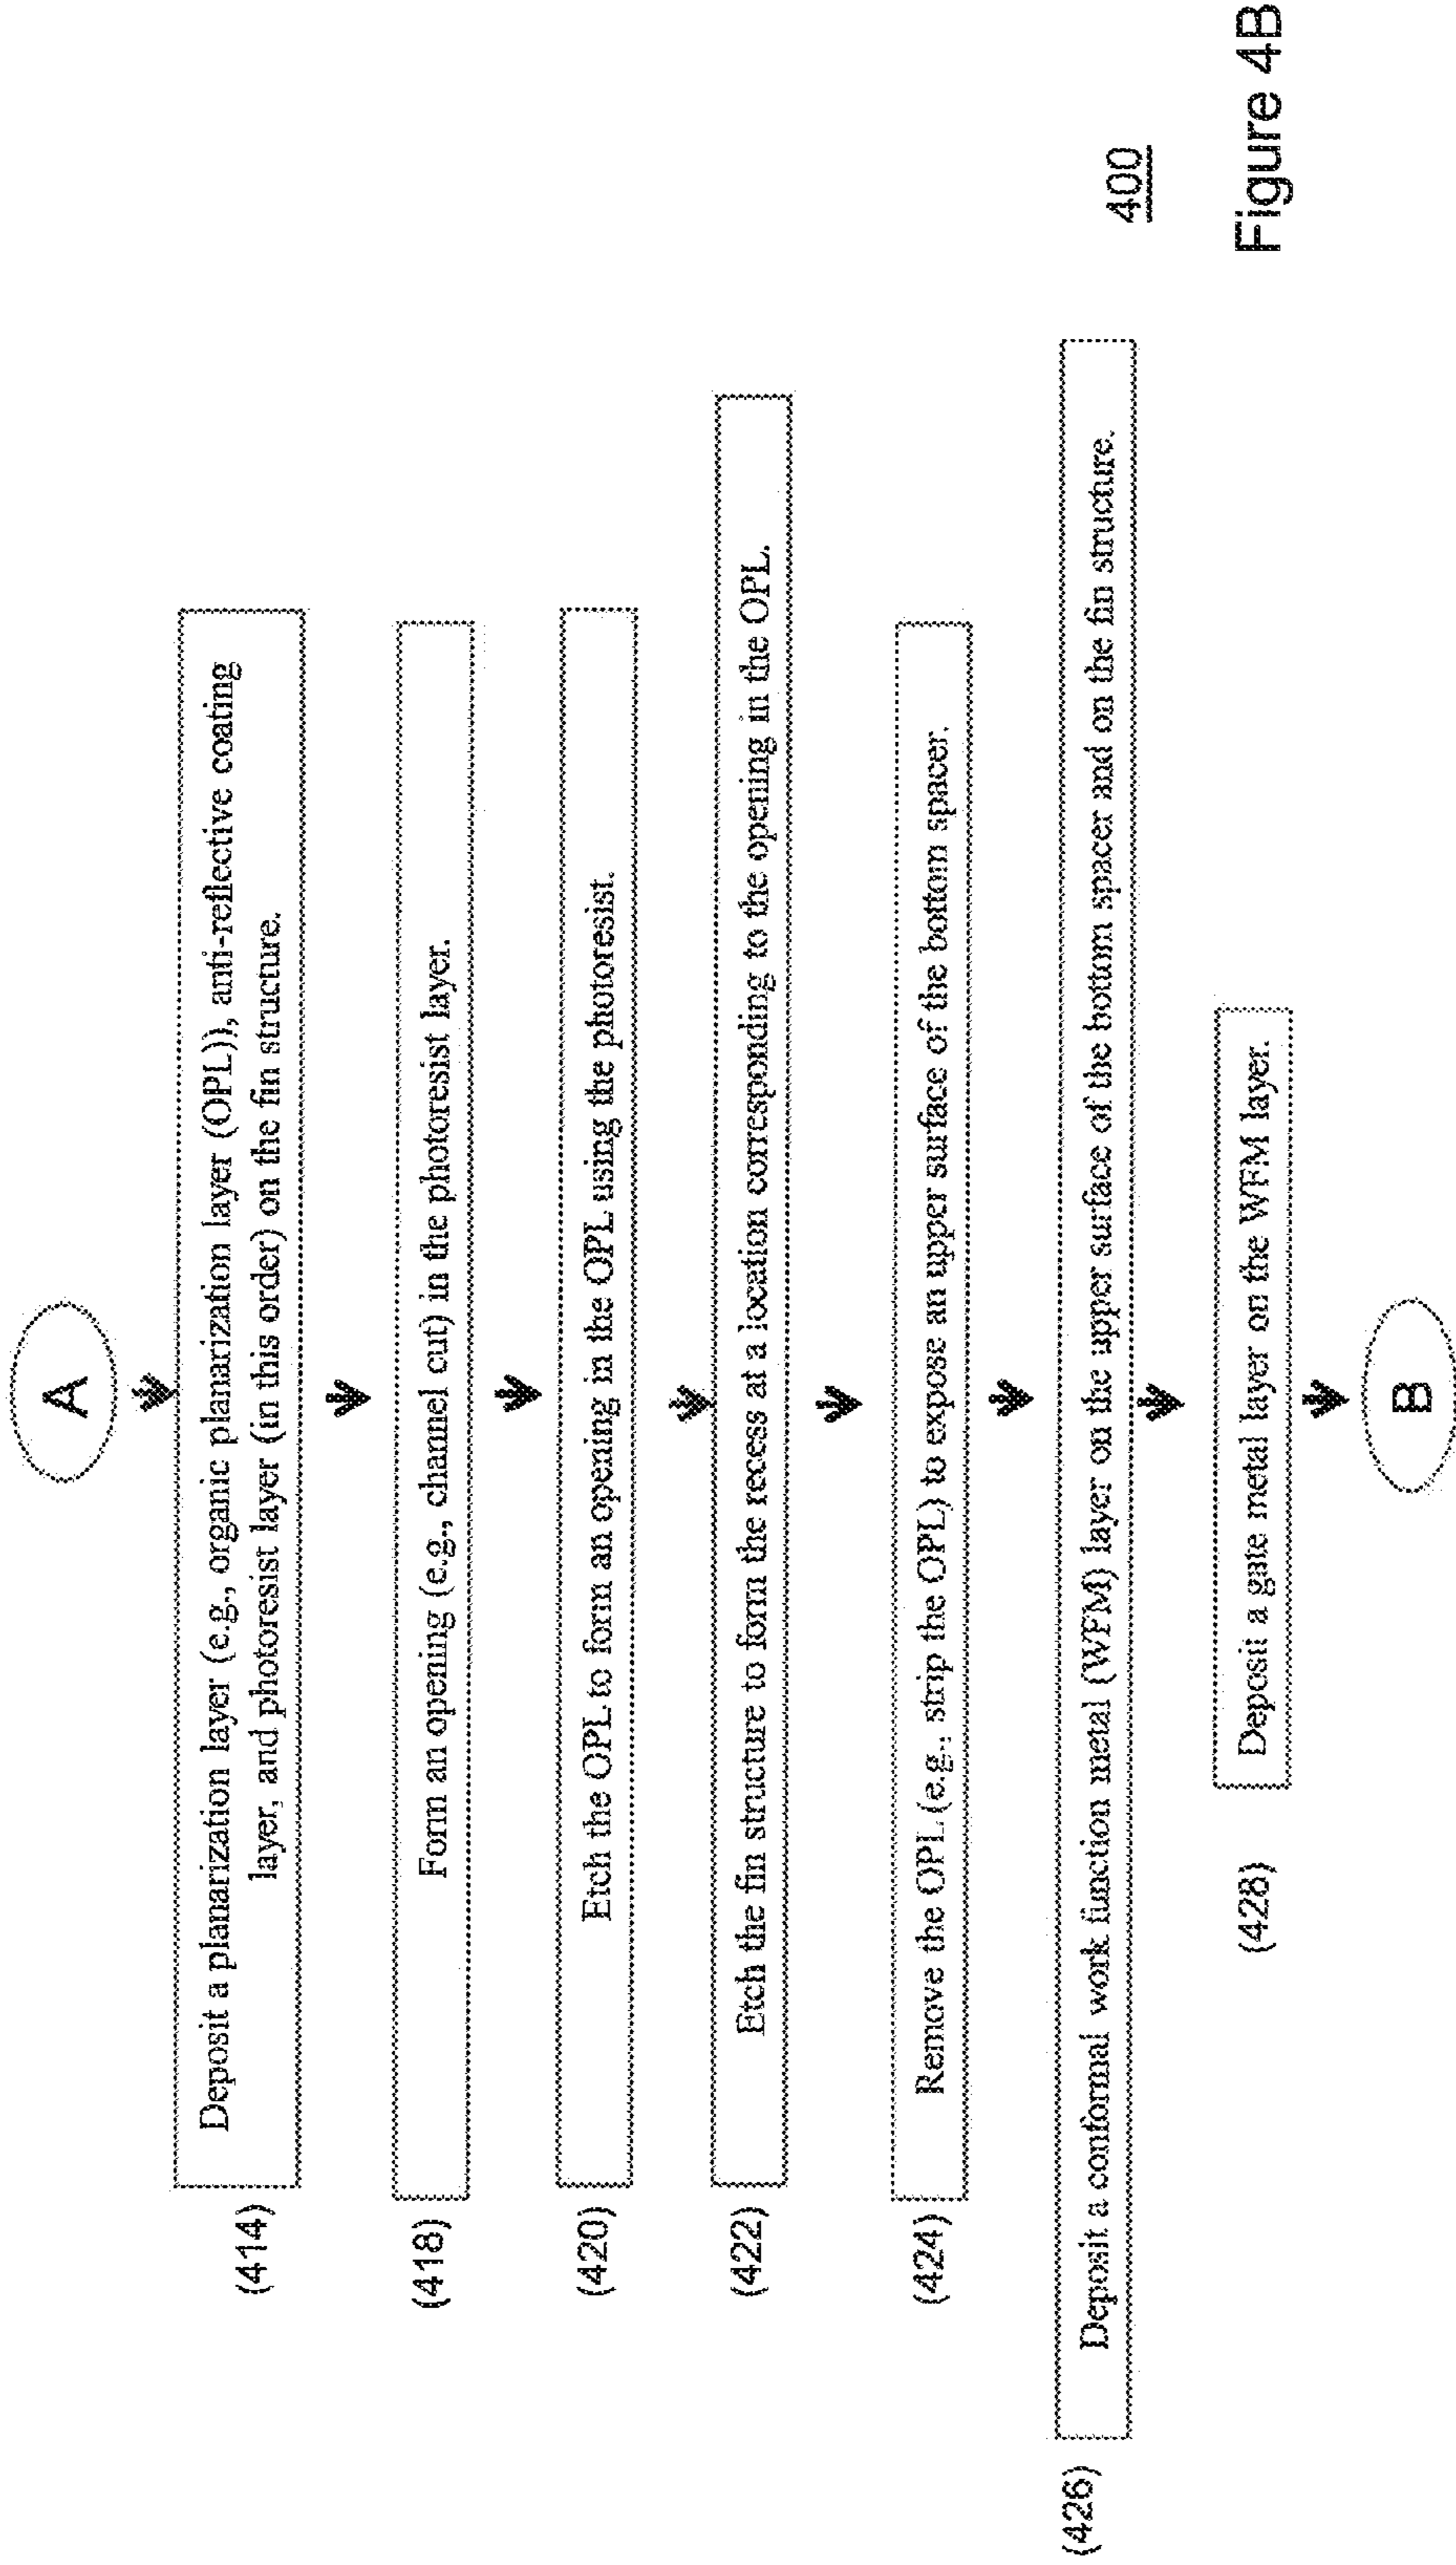 A
(414)
Deposit a planarization layer (e.g., organic planarization layer (OPL)), anti-reflective coating
layer, and photoresist layer (in this order) on the fin structure.
(418)
Form an opening (e.g., channel cut) in the photoresist layer.
(420)
Etch the OPL to form an opening in the OPL using the photoresist.
(422)
Etch the fin structure to form the recess at a location corresponding to the opening in the OPL.
(424)
Remove the OPL (e.g., strip the OPL) to expose an upper surface of the bottom spacer.
(426)
Deposit a conformal work function metal (WFM) layer on the upper surface of the bottom spacer and on the fin structure.
(428)
Deposit a gate metal layer on the WFM layer.
B
400
Figure 4B